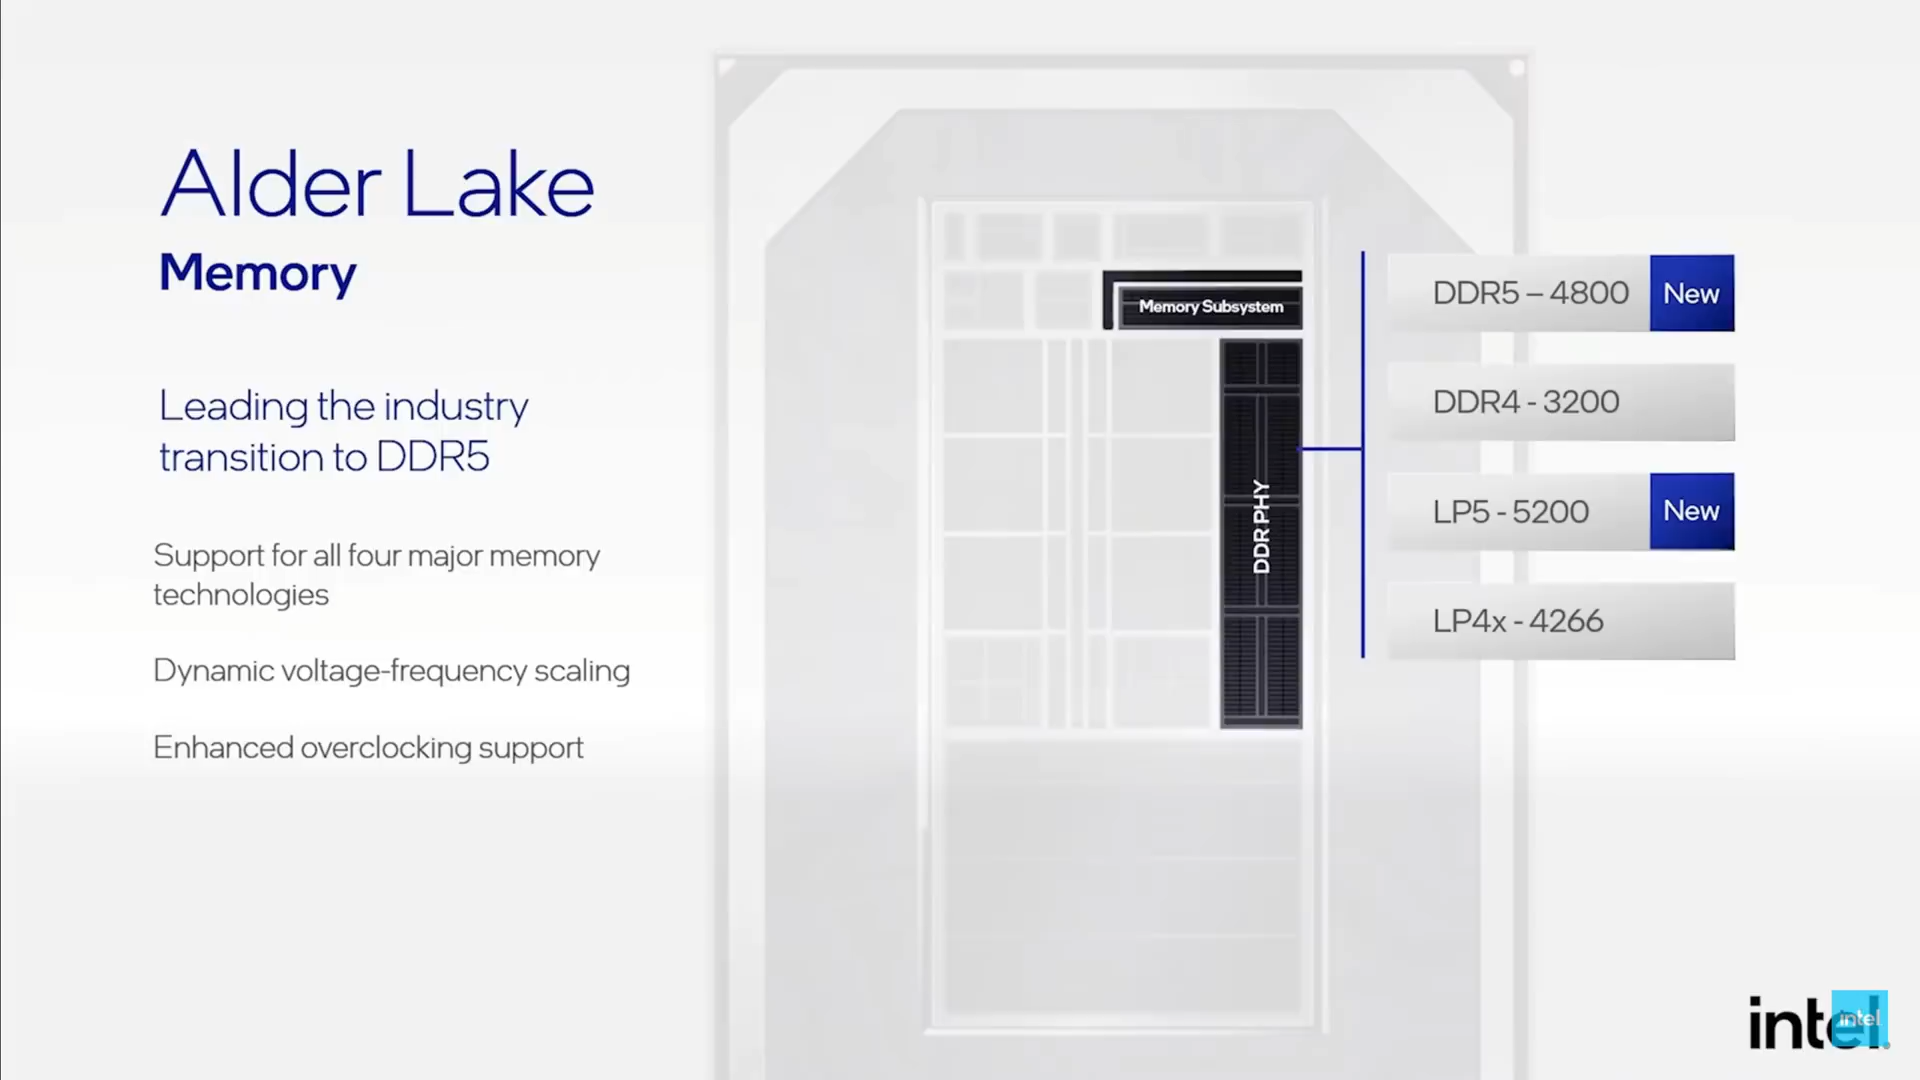 Alder Lake
Memory
Leading the industry
transition to DDR5
Support for all four major memory
technologies
Dynamic voltage-frequency scaling
Enhanced overclocking support
Memory Subsystem
DDR PHY
DDR5 – 4800 New
DDR4 - 3200
LP5 - 5200 New
LP4x - 4266
intel.
intel.